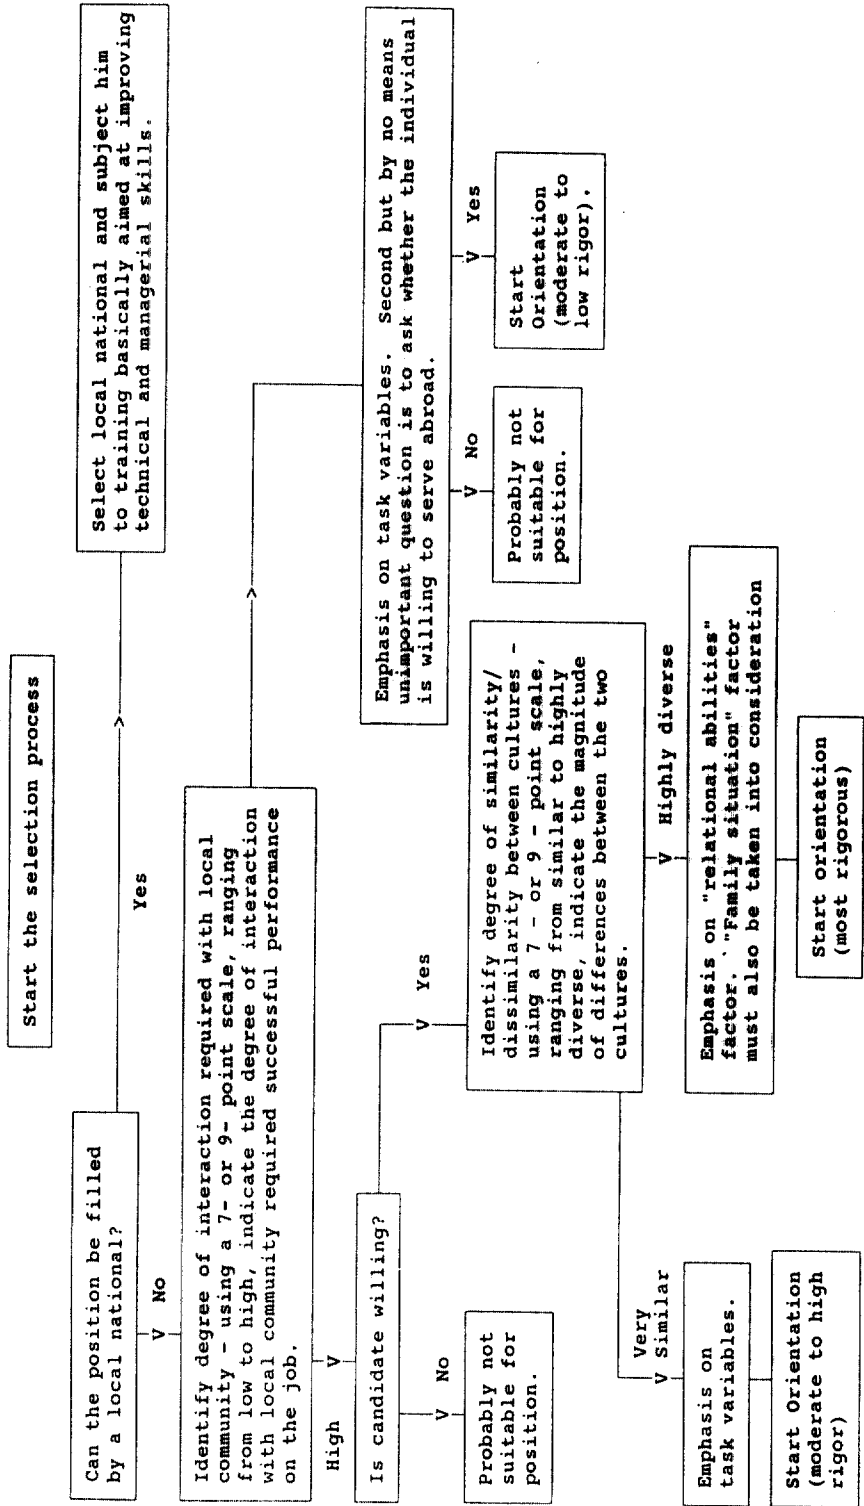 Start the selection process
Can the position be filled
by a local national?
Yes
>
Select local national and subject him
to training basically aimed at improving
technical and managerial skills.
V No
Identify degree of interaction required with local
community - using a 7- or 9- point scale, ranging
from low to high, indicate the degree of interaction
with local community required successful performance
on the job.
>
High V
Is candidate willing?
V No
Probably not
suitable for
position.
V Yes
Emphasis on task variables. Second but by no means
unimportant question is to ask whether the individual
is willing to serve abroad.
V No
Probably not
suitable for
position.
V Yes
Start
Orientation
(moderate to
low rigor).
Identify degree of similarity/
dissimilarity between cultures -
using a 7 - or 9 - point scale,
ranging from similar to highly
diverse, indicate the magnitude
of differences between the two
cultures.
Very
V Similar
Emphasis on
task variables.
Start Orientation
(moderate to high
rigor)
V Highly diverse
Emphasis on "relational abilities"
factor. "Family situation" factor
must also be taken into consideration
Start orientation
(most rigorous)